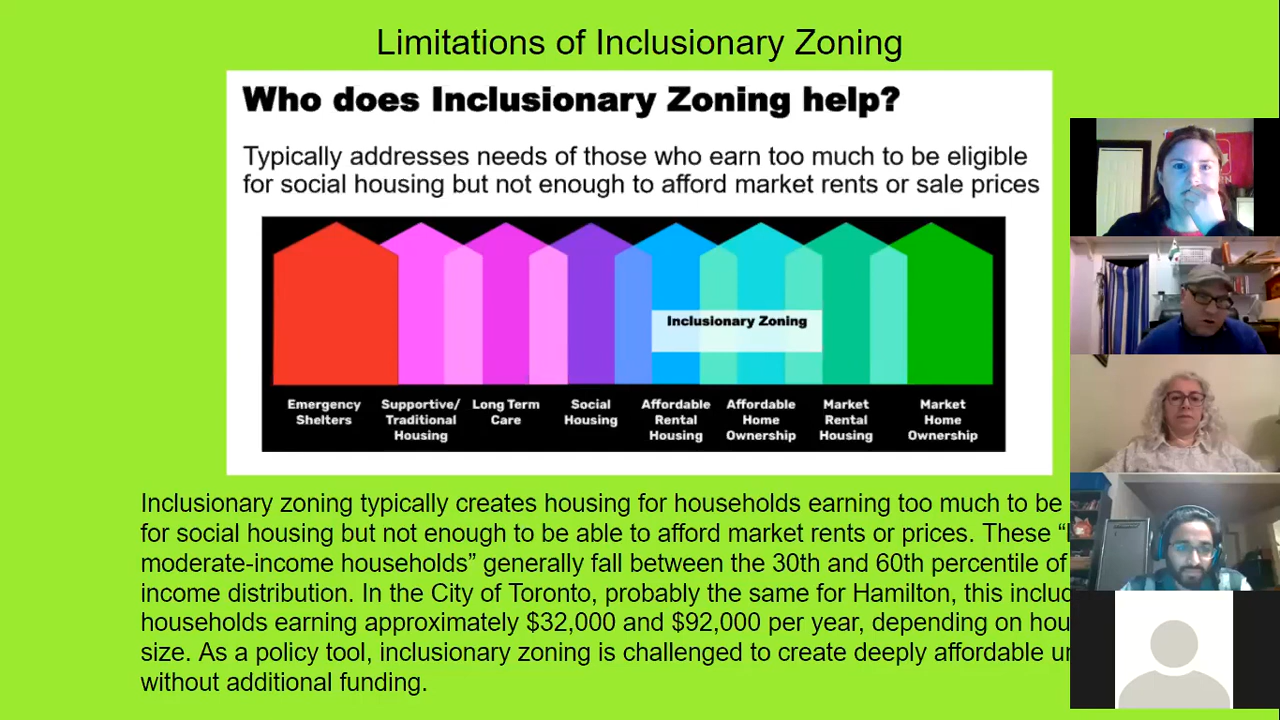 Limitations of Inclusionary Zoning
Who does Inclusionary Zoning help?
Typically addresses needs of those who earn too much to be eligible
for social housing but not enough to afford market rents or sale prices
Inclusionary Zoning
Emergency
Shelters
Supportive/
Traditional
Housing
Long Term
Care
Social
Housing
Affordable
Rental
Housing
Affordable
Home
Ownership
Market
Rental
Housing
Market
Home
Ownership
Inclusionary zoning typically creates housing for households earning too much to be
for social housing but not enough to be able to afford market rents or prices. These
moderate-income households” generally fall between the 30th and 60th percentile of
income distribution. In the City of Toronto, probably the same for Hamilton, this
households earning approximately $32,000 and $92,000 per year, depending on
size. As a policy tool, inclusionary zoning is challenged to create deeply affordable
without additional funding.